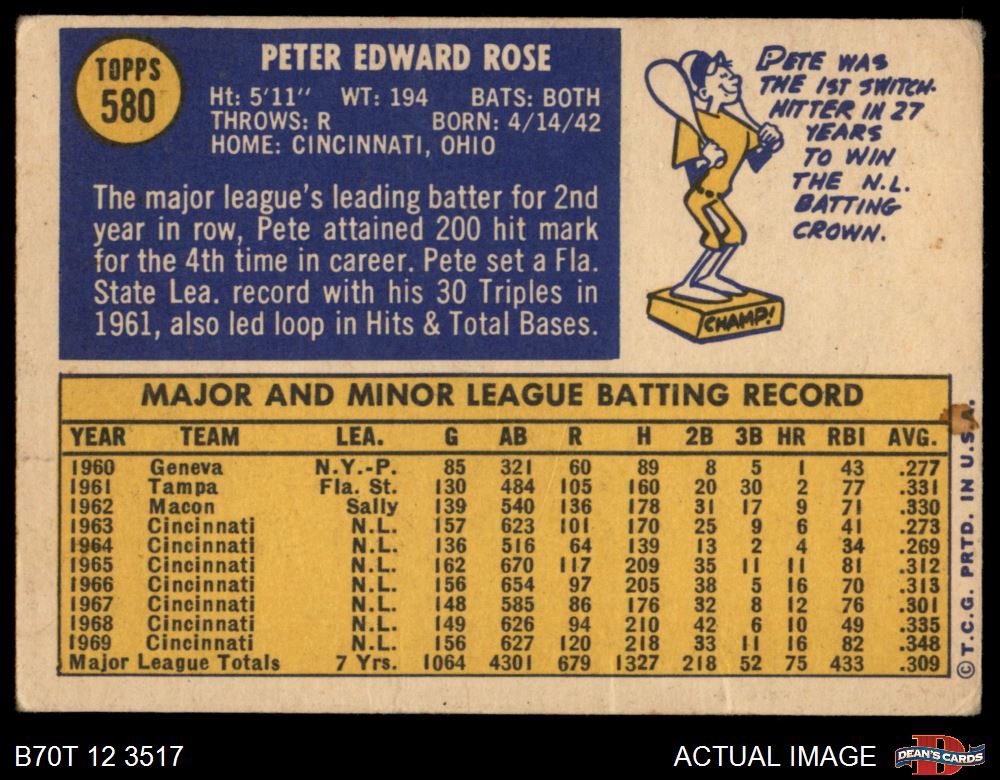 TOPPS
580
PETER EDWARD ROSE
Ht: 5'11" WT: 194 BATS: BOTH
THROWS: R BORN: 4/14/42
HOME: CINCINNATI, OHIO
The major league's leading batter for 2nd
year in row, Pete attained 200 hit mark
for the 4th time in career. Pete set a Fla.
State Lea. record with his 30 Triples in
1961, also led loop in Hits & Total Bases.
PETE WAS
THE 1ST SWITCH-
HITTER IN 27
YEARS
TO WIN
THE N.L.
BATTING
CROWN.
CHAMP!
MAJOR AND MINOR LEAGUE BATTING RECORD
YEAR TEAM LEA. G AB R H 2B 3B HR RBI AVG.
1960 Geneva N.Y.-P. 85 321 60 89 8 5 1 43 .277
1961 Tampa Fla. St. 130 484 105 160 20 30 2 77 .331
1962 Macon Sally 139 540 136 178 31 17 9 71 .330
1963 Cincinnati N.L. 157 623 101 170 25 9 6 41 .273
1964 Cincinnati N.L. 136 516 64 139 13 2 4 34 .269
1965 Cincinnati N.L. 162 670 117 209 35 11 11 81 .312
1966 Cincinnati N.L. 156 654 97 205 38 5 16 70 .313
1967 Cincinnati N.L. 148 585 86 176 32 8 12 76 .301
1968 Cincinnati N.L. 149 626 94 210 42 6 10 49 .335
1969 Cincinnati N.L. 156 627 120 218 33 11 16 82 .348
Major League Totals 7 Yrs. 1064 4301 679 1327 218 52 75 433 .309
© T.C.G. PRTD. IN U.S.A.
B70T 12 3517
ACTUAL IMAGE
D
DEAN'S CARDS